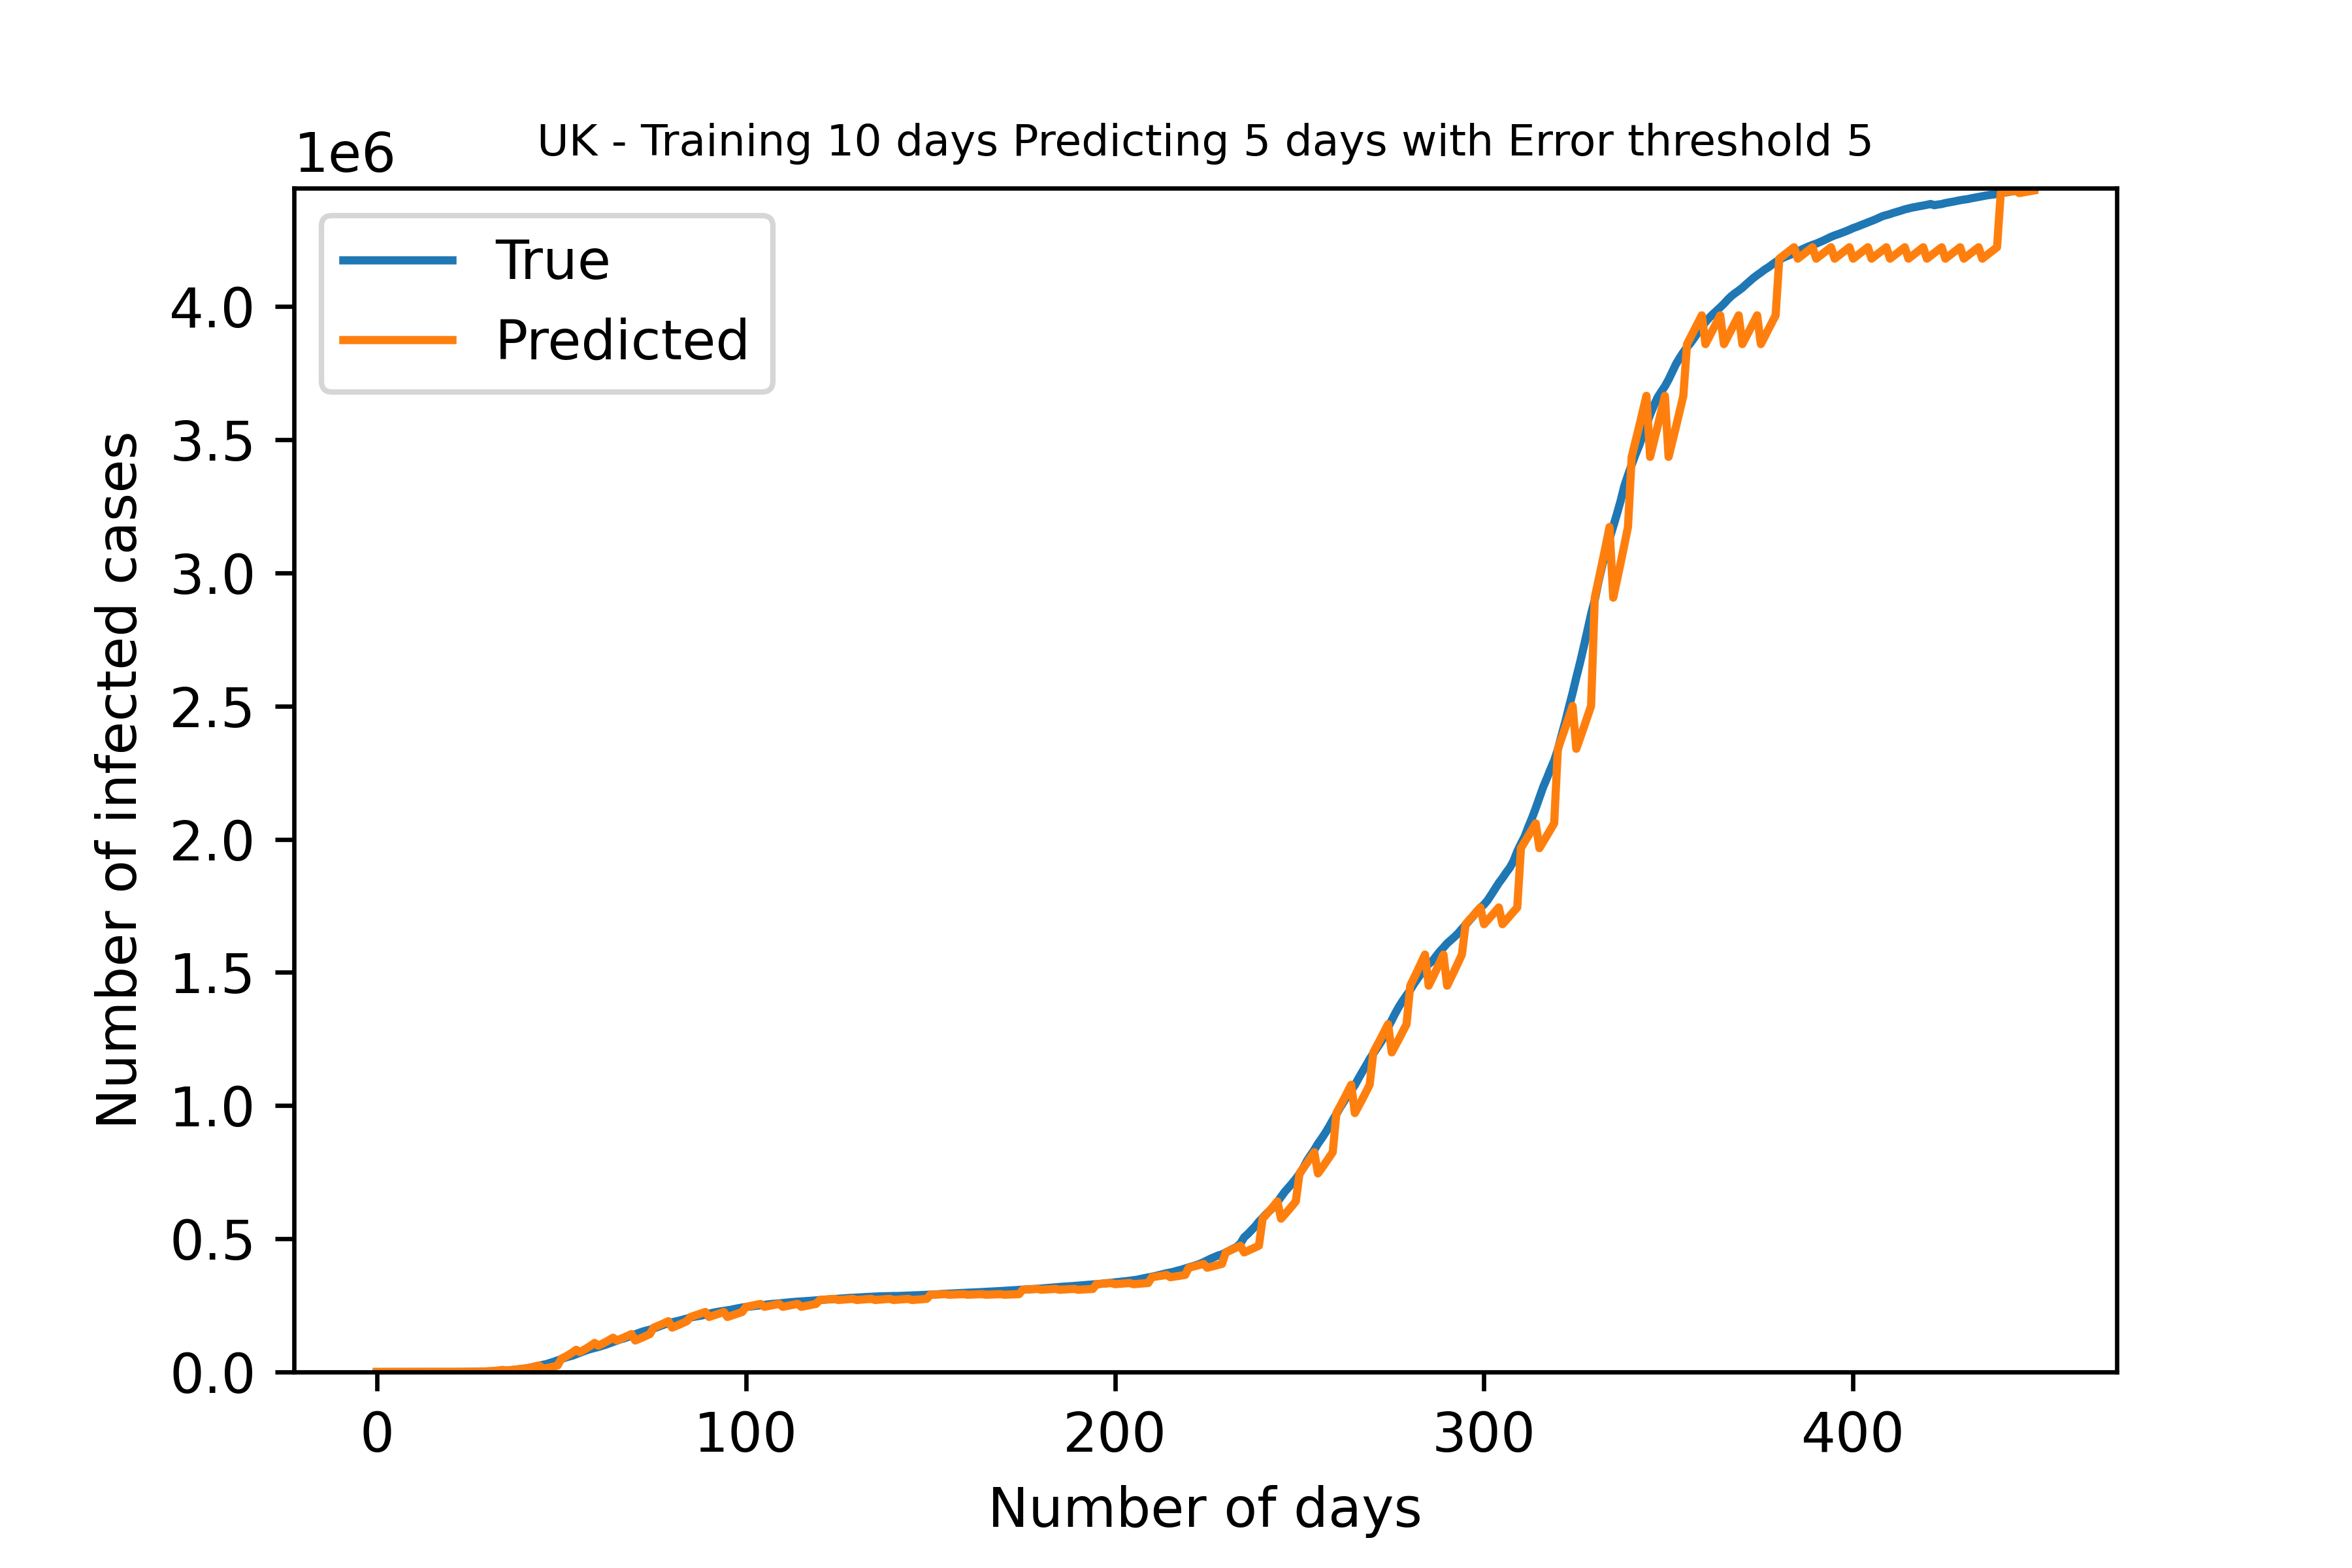 UK - Training 10 days Predicting 5 days with Error threshold 5
1e6
True
Predicted
4.0
3.5
3.0
2.5
2.0
1.5
1.0
0.5
0.0
Number of infected cases
0 100 200 300 400
Number of days